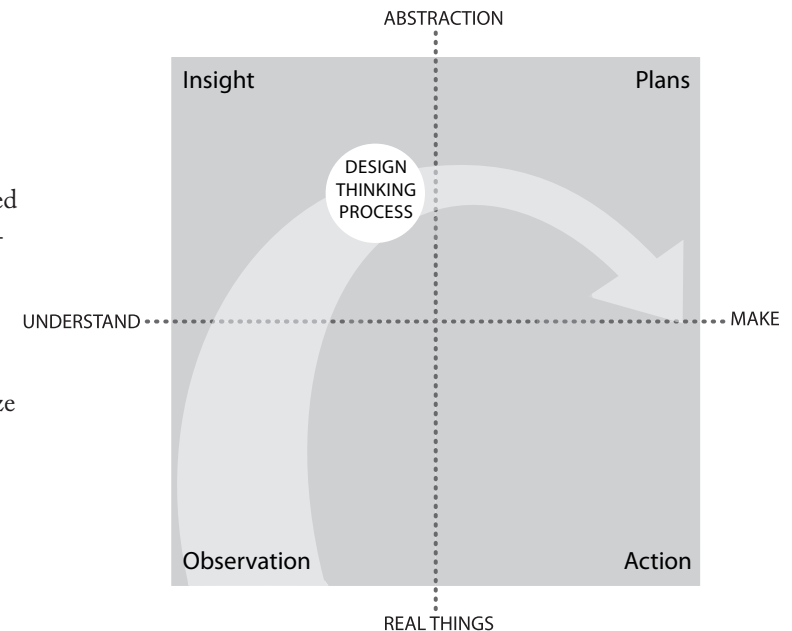 ABSTRACTION
Insight
Plans
DESIGN
THINKING
PROCESS
UNDERSTAND
MAKE
Observation
Action
REAL THINGS